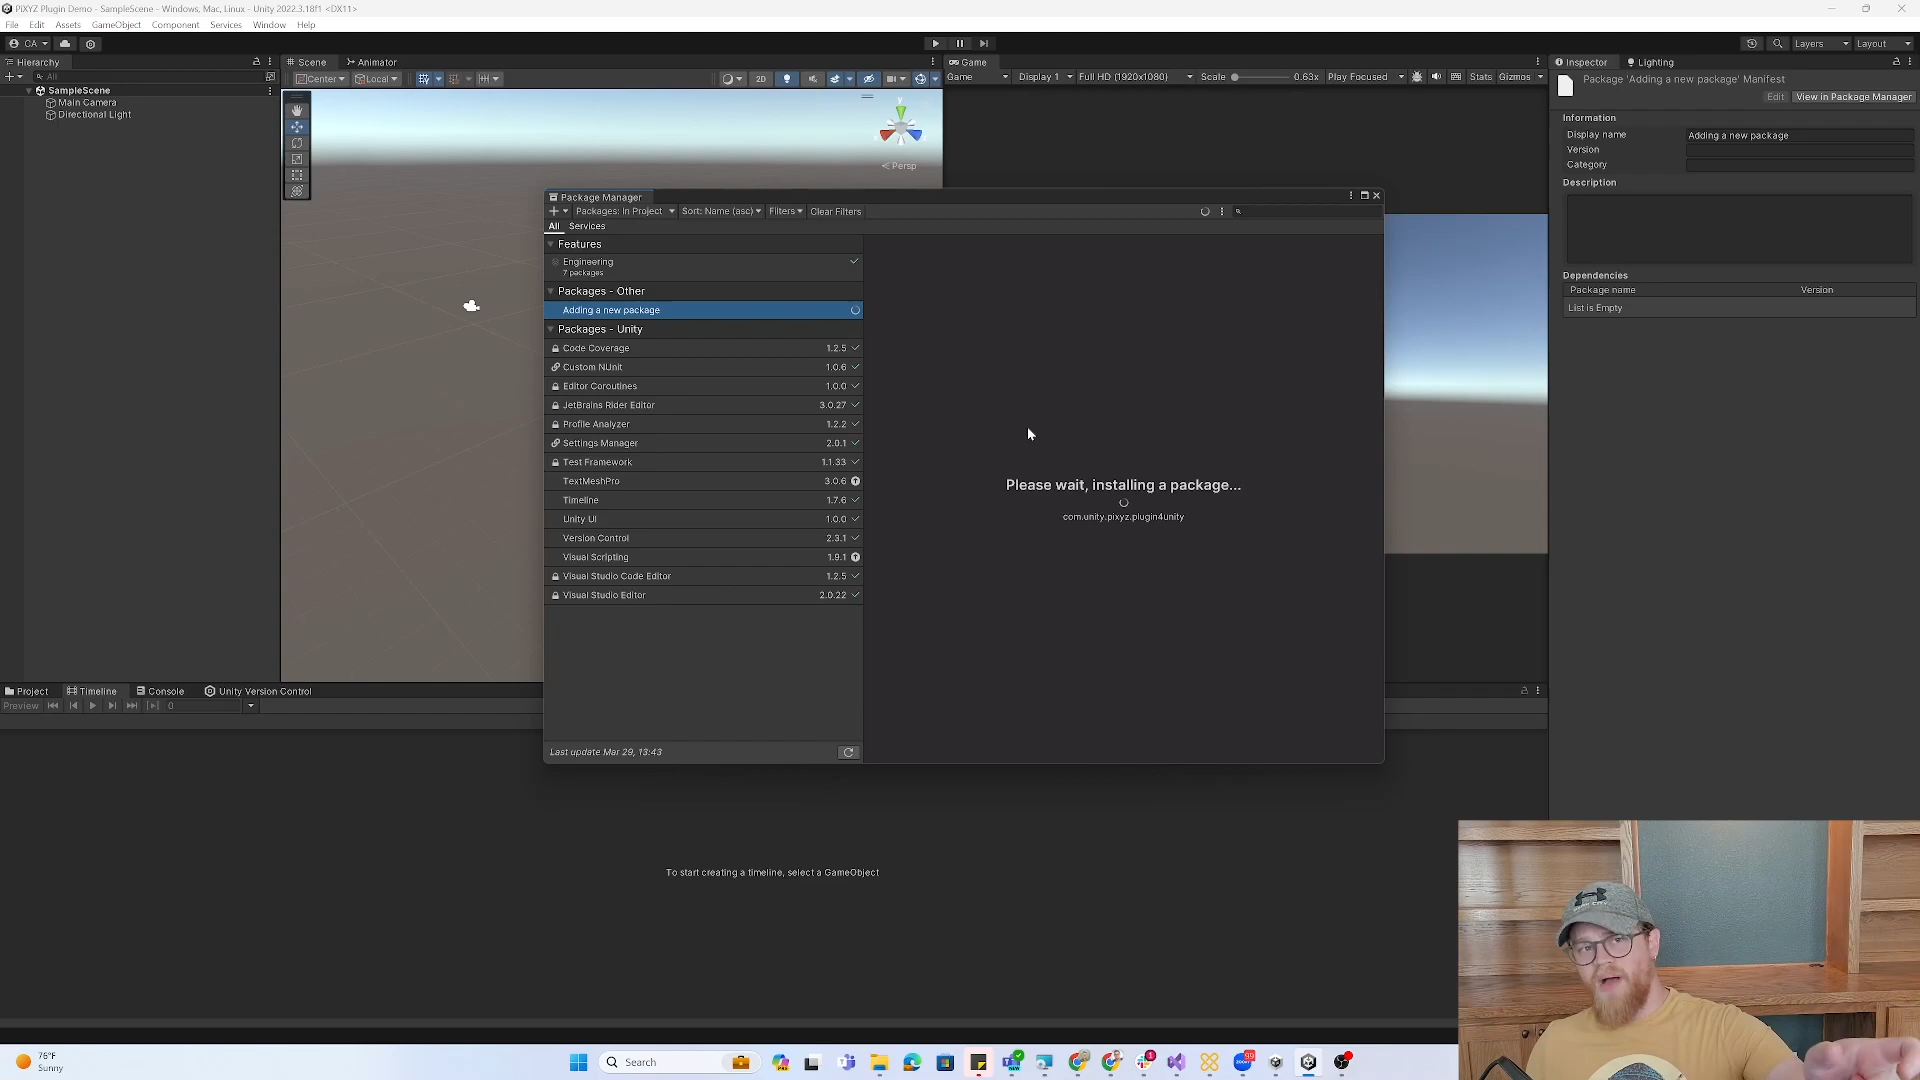 PiXYZ Plugin Demo - SampleScene - Windows, Mac, Linux - Unity 2022.3.18f1 <DX11>
File Edit Assets GameObject Component Services Window Help
CA
Layers Layout
Hierarchy
All
SampleScene
Main Camera
Directional Light
Scene Animator
Center Local 2D
Persp
Game
Game Display 1 Full HD (1920x1080) Scale 0.63x Play Focused Stats Gizmos
Inspector Lighting
Package 'Adding a new package' Manifest
Edit View in Package Manager
Information
Display name Adding a new package
Version
Category
Description
Dependencies
Package name Version
List is Empty
Package Manager
Packages: In Project Sort: Name (asc) Filters Clear Filters
All Services
Features
Engineering
7 packages
Packages - Other
Adding a new package
Packages - Unity
Code Coverage 1.2.5
Custom NUnit 1.0.6
Editor Coroutines 1.0.0
JetBrains Rider Editor 3.0.27
Profile Analyzer 1.2.2
Settings Manager 2.0.1
Test Framework 1.1.33
TextMeshPro 3.0.6
Timeline 1.7.6
Unity UI 1.0.0
Version Control 2.3.1
Visual Scripting 1.9.1
Visual Studio Code Editor 1.2.5
Visual Studio Editor 2.0.22
Last update Mar 29, 13:43
Please wait, installing a package...
com.unity.pixyz.plugin4unity
Project Timeline Console Unity Version Control
Preview 0
To start creating a timeline, select a GameObject
76°F
Sunny
Search
NEW
1
99